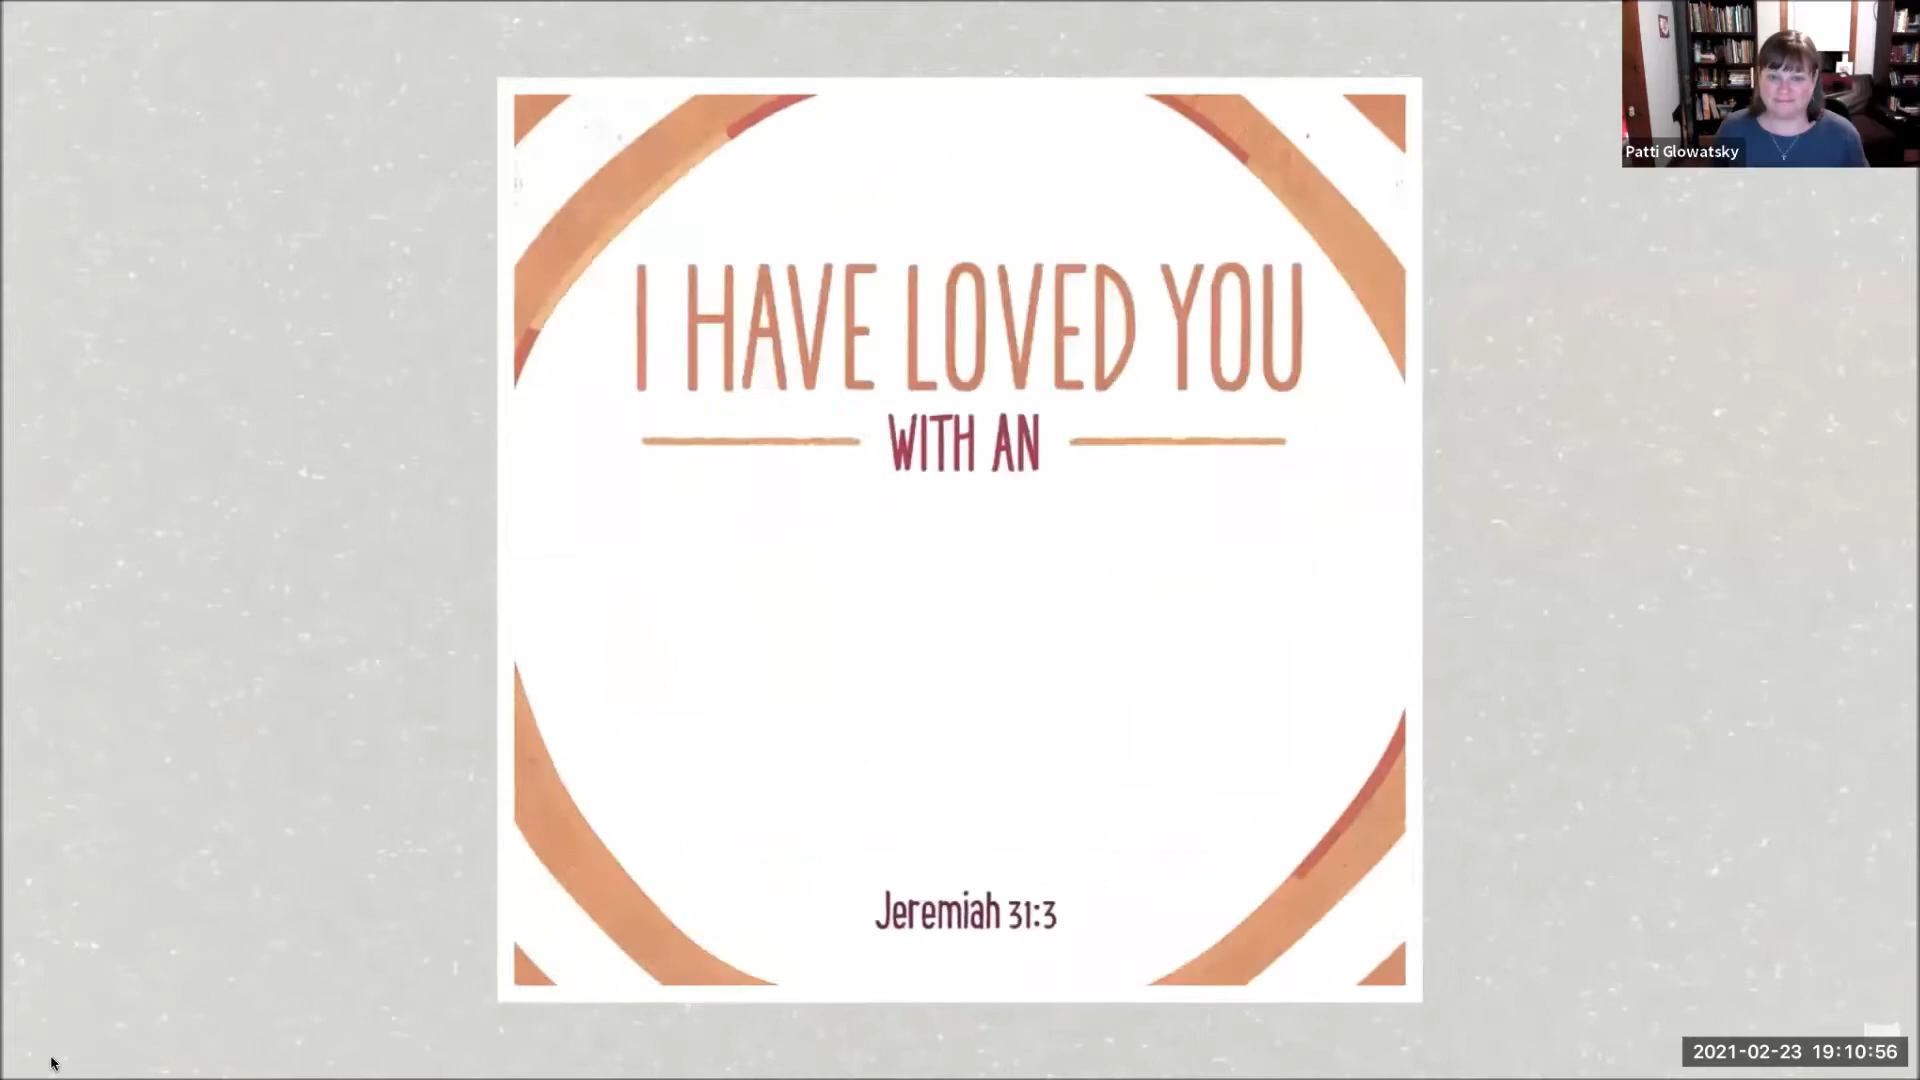 I HAVE LOVED YOU
WITH AN
Jeremiah 31:3
Patti Glowatsky
2021-02-23 19:10:56